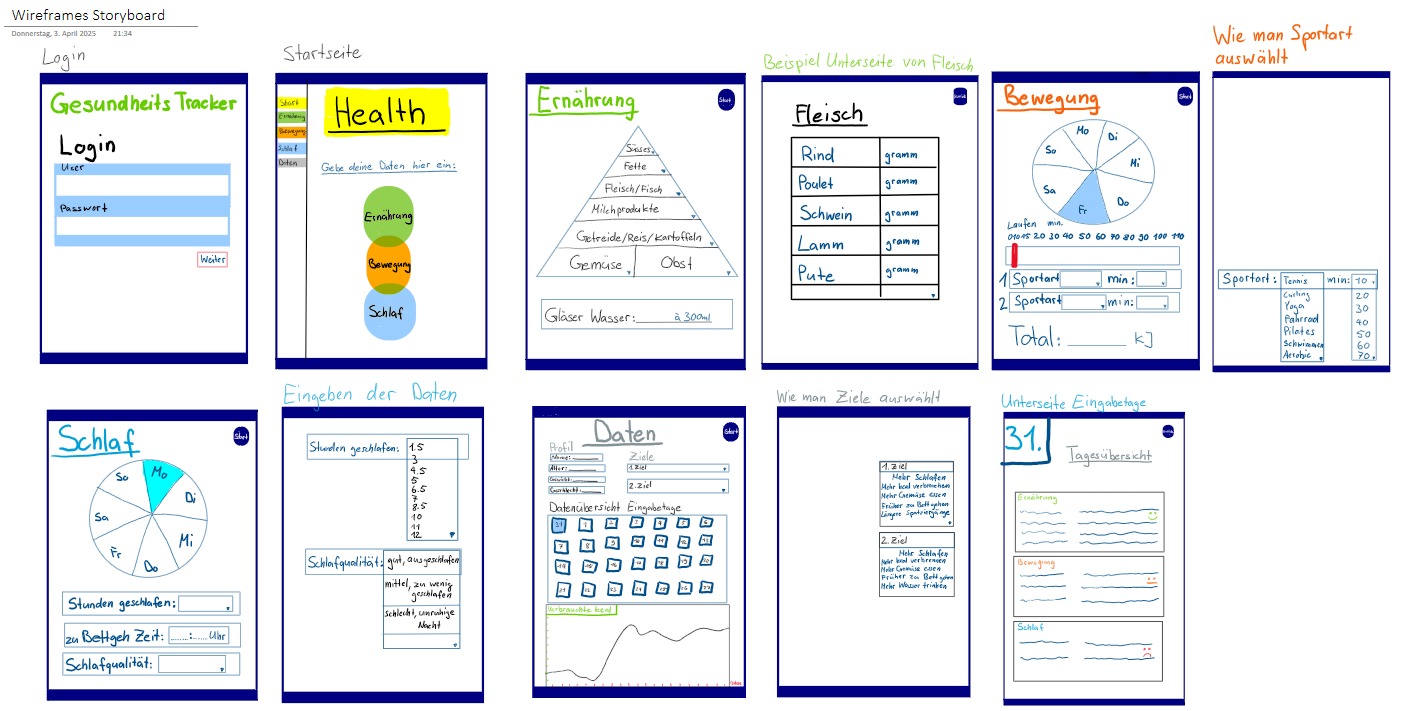 Wireframes Storyboard
Donnerstag, 3. April 2025 21:34
Login
Gesundheits Tracker
Login
User
Passwort
Weiter
Startseite
Start
Ernährung
Bewegung
Schlaf
Daten
Health
Gebe deine Daten hier ein:
Ernährung
Bewegung
Schlaf
Ernährung
Start
Süsses
Fette
Fleisch/Fisch
Milchprodukte
Getreide/Reis/Kartoffeln
Gemüse Obst
Gläser Wasser: à 300ml
Beispiel Unterseite von Fleisch
zurück
Fleisch
Rind gramm
Poulet gramm
Schwein gramm
Lamm gramm
Pute gramm
Bewegung
Start
Mo
Di
Mi
Do
Fr
Sa
So
Laufen min.
0 10 15 20 30 40 50 60 70 80 90 100 110
1 Sportart min:
2 Sportart min:
Total: kJ
Wie man Sportart
auswählt
Sportart: Tennis min: 10
Curling 20
Yoga 30
Fahrrad 40
Pilates 50
Schwimmen 60
Aerobic 70
Schlaf
Start
Mo
Di
Mi
Do
Fr
Sa
So
Stunden geschlafen:
zu Bettgeh Zeit: ......:...... Uhr
Schlafqualität:
Eingeben der Daten
Stunden geschlafen: 1.5
3
4.5
5
6.5
7
8.5
10
11
12
Schlafqualität: gut, ausgeschlafen
mittel, zu wenig
geschlafen
schlecht, unruhige
Nacht
Daten
Start
Profil
Name:
Alter:
Gewicht:
Geschlecht:
Ziele
1.Ziel
2.Ziel
Datenübersicht Eingabetage
31 1 2 3 4 5 6
Verbrauchte kcal
Wie man Ziele auswählt
1. Ziel
Mehr Schlafen
Mehr kcal verbrauchen
Mehr Gemüse essen
Früher zu Bett gehen
Längere Spatziergänge
2. Ziel
Mehr Schlafen
Mehr kcal verbrennen
Mehr Gemüse essen
Früher zu Bett gehen
Mehr Wasser trinken
Unterseite Eingabetage
31.
zurück
Tagesübersicht
Ernährung
Bewegung
Schlaf